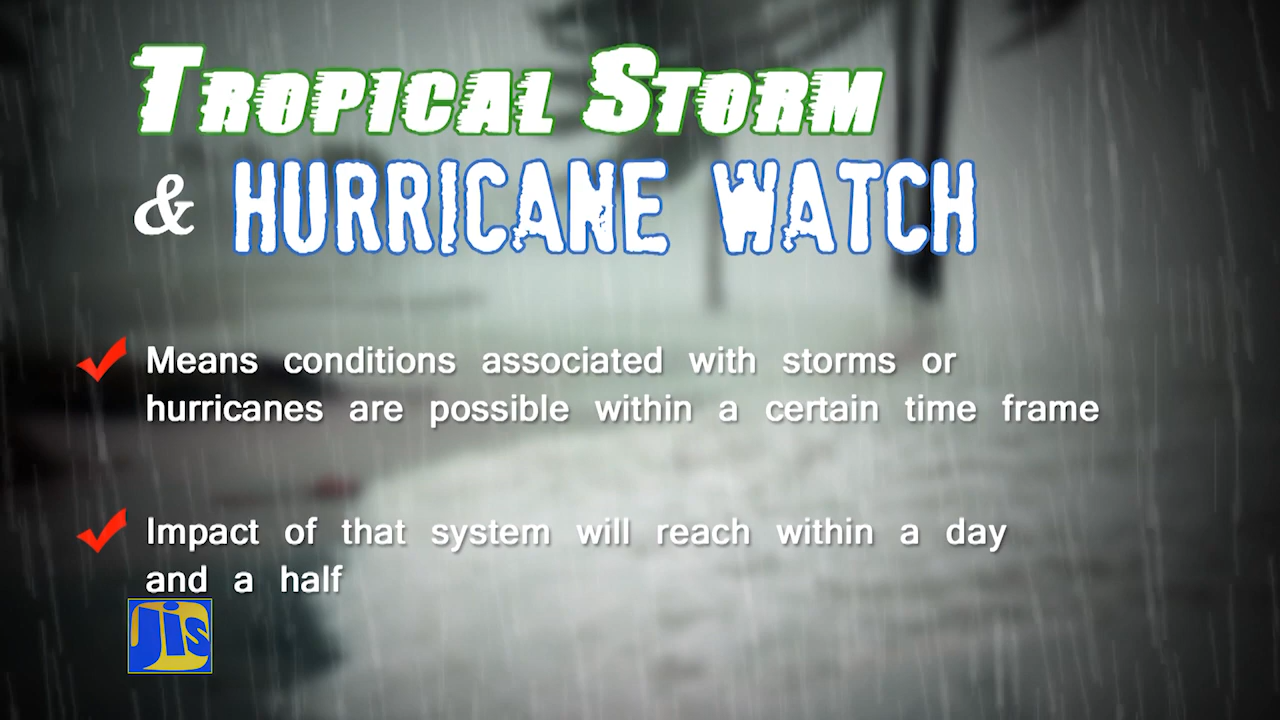 Tropical Storm
& HURRICANE WATCH
Means conditions associated with storms or
hurricanes are possible within a certain time frame
Impact of that system will reach within a day
and a half
Jis